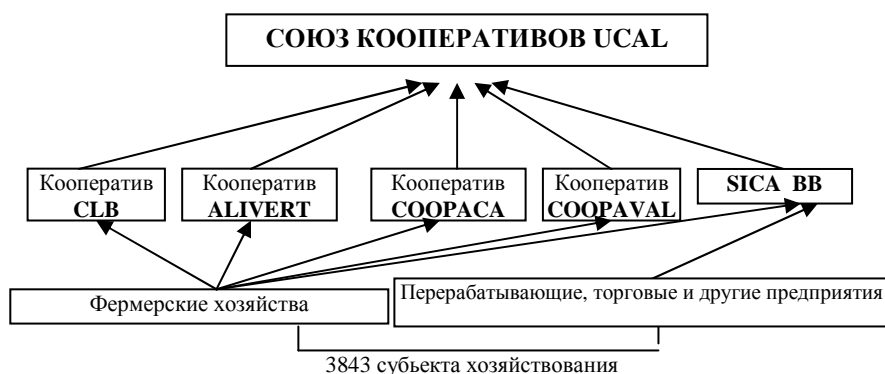 СОЮЗ КООПЕРАТИВОВ UCAL
Кооператив
CLB
Кооператив
ALIVERT
Кооператив
COOPACA
Кооператив
COOPAVAL
SICA BB
Фермерские хозяйства
Перерабатывающие, торговые и другие предприятия
3843 субъекта хозяйствования